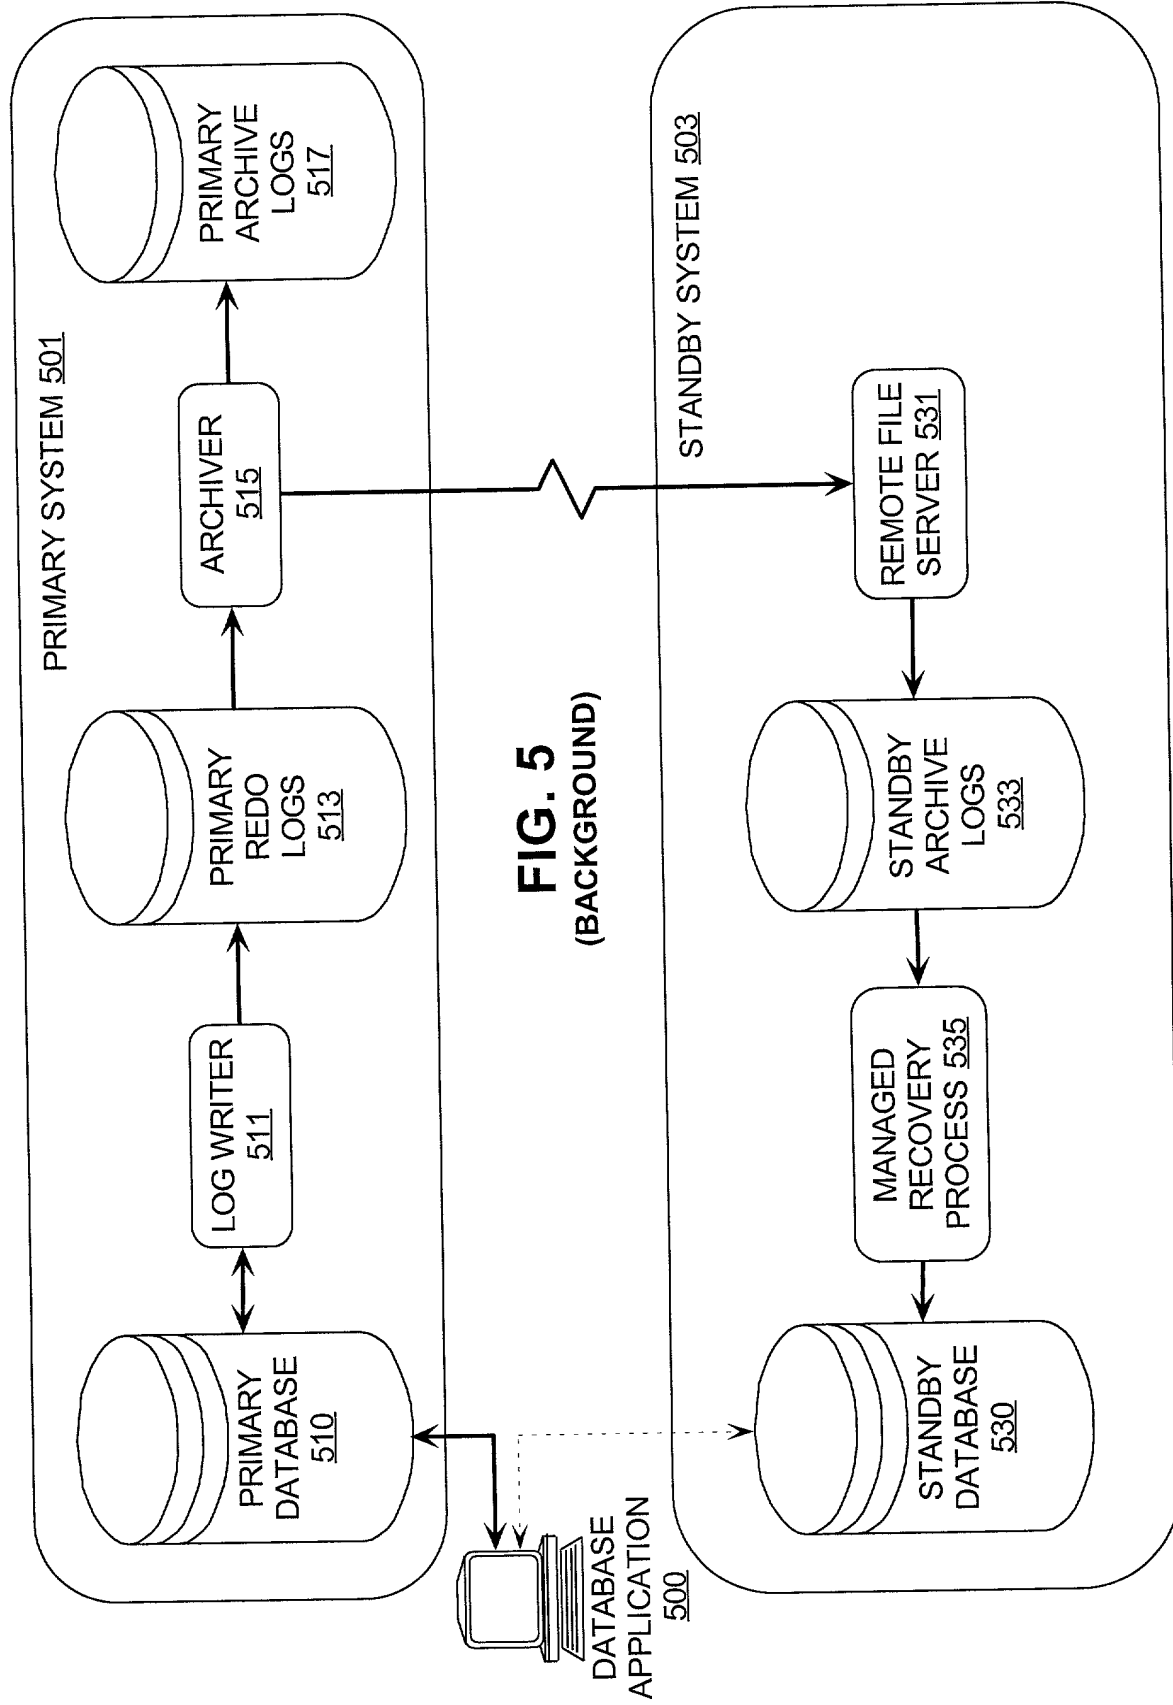 PRIMARY SYSTEM 501
PRIMARY
DATABASE
510
LOG WRITER
511
PRIMARY
REDO
LOGS
513
ARCHIVER
515
PRIMARY
ARCHIVE
LOGS
517
DATABASE
APPLICATION
500
FIG. 5
(BACKGROUND)
STANDBY SYSTEM 503
STANDBY
DATABASE
530
MANAGED
RECOVERY
PROCESS 535
STANDBY
ARCHIVE
LOGS
533
REMOTE FILE
SERVER 531